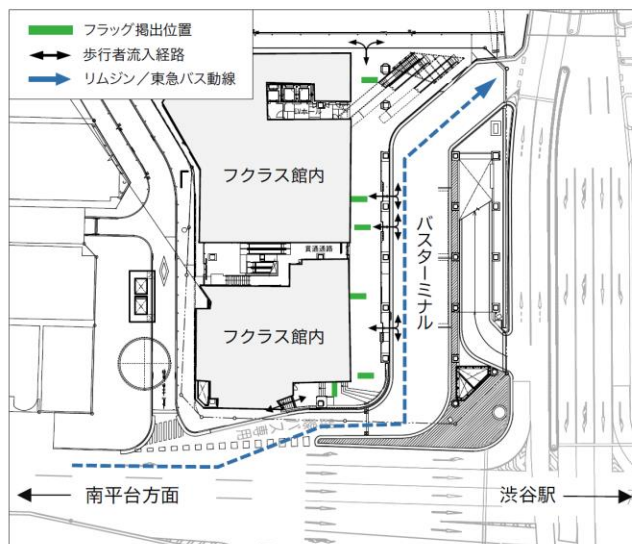 フラッグ掲出位置
歩行者流入経路
リムジン／東急バス動線
フクラス館内
バスターミナル
貫通通路
フクラス館内
南平台方面
渋谷駅